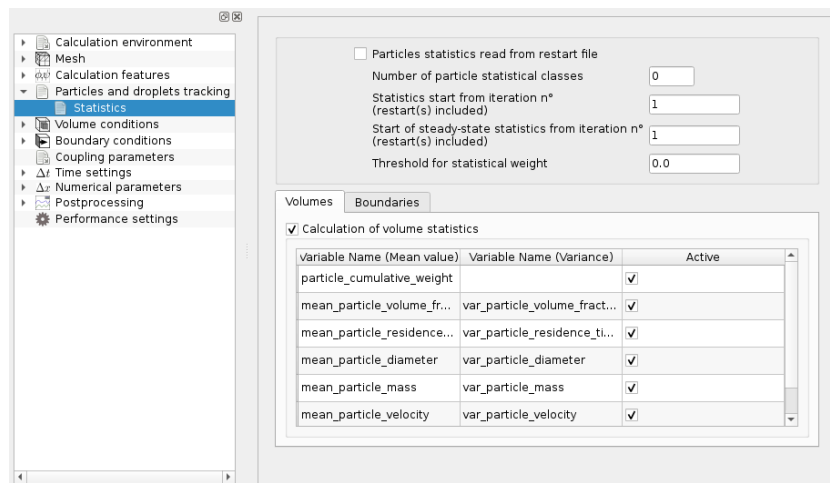 Calculation environment
Mesh
Calculation features
Particles and droplets tracking
Statistics
Volume conditions
Boundary conditions
Coupling parameters
Δt Time settings
Δx Numerical parameters
Postprocessing
Performance settings
Particles statistics read from restart file
Number of particle statistical classes 0
Statistics start from iteration n°
(restart(s) included) 1
Start of steady-state statistics from iteration n°
(restart(s) included) 1
Threshold for statistical weight 0.0
Volumes Boundaries
Calculation of volume statistics
Variable Name (Mean value) Variable Name (Variance) Active
particle_cumulative_weight
mean_particle_volume_fr... var_particle_volume_fract...
mean_particle_residence... var_particle_residence_ti...
mean_particle_diameter var_particle_diameter
mean_particle_mass var_particle_mass
mean_particle_velocity var_particle_velocity